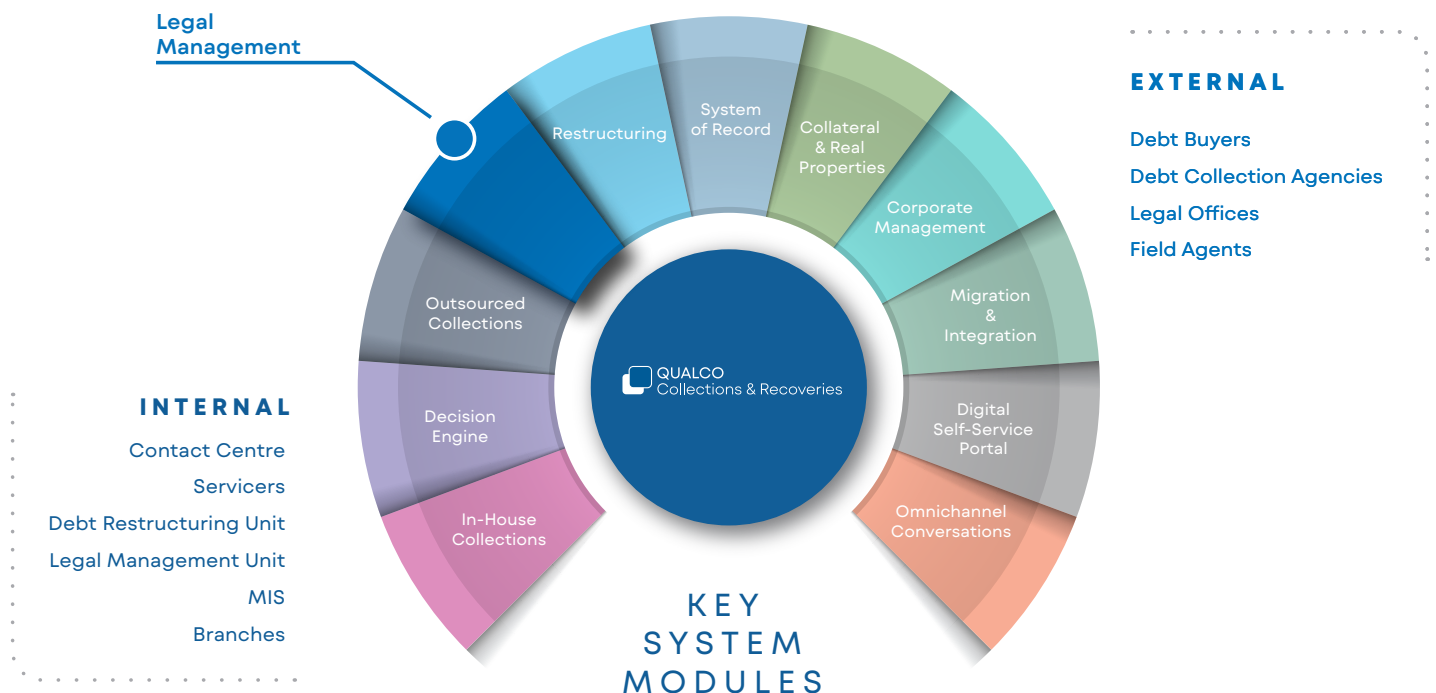 Legal
Management
Restructuring
System
of Record
Collateral
& Real
Properties
Corporate
Management
Migration
&
Integration
Digital
Self-Service
Portal
Omnichannel
Conversations
Outsourced
Collections
Decision
Engine
In-House
Collections
QUALCO
Collections & Recoveries
KEY
SYSTEM
MODULES
EXTERNAL
Debt Buyers
Debt Collection Agencies
Legal Offices
Field Agents
INTERNAL
Contact Centre
Servicers
Debt Restructuring Unit
Legal Management Unit
MIS
Branches